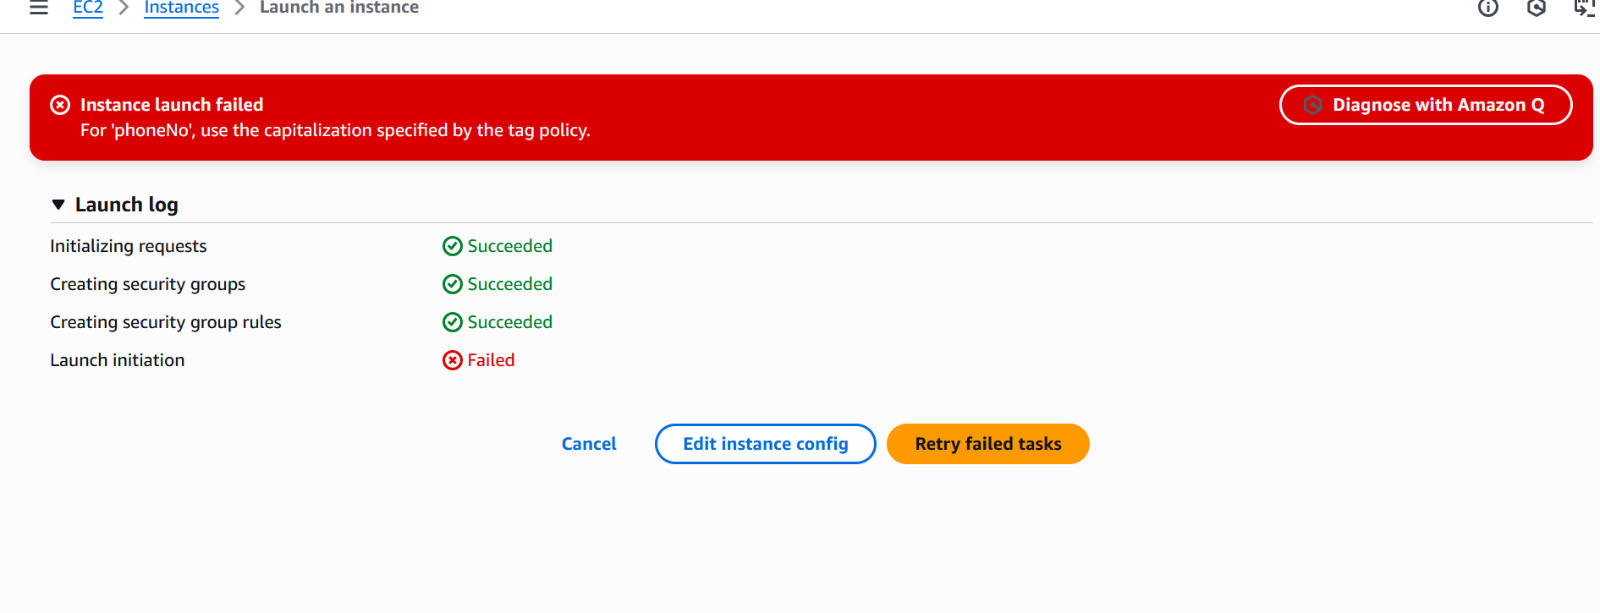 EC2 Instances Launch an instance
Instance launch failed
For 'phoneNo', use the capitalization specified by the tag policy.
Diagnose with Amazon Q
Launch log
Initializing requests Succeeded
Creating security groups Succeeded
Creating security group rules Succeeded
Launch initiation Failed
Cancel Edit instance config Retry failed tasks